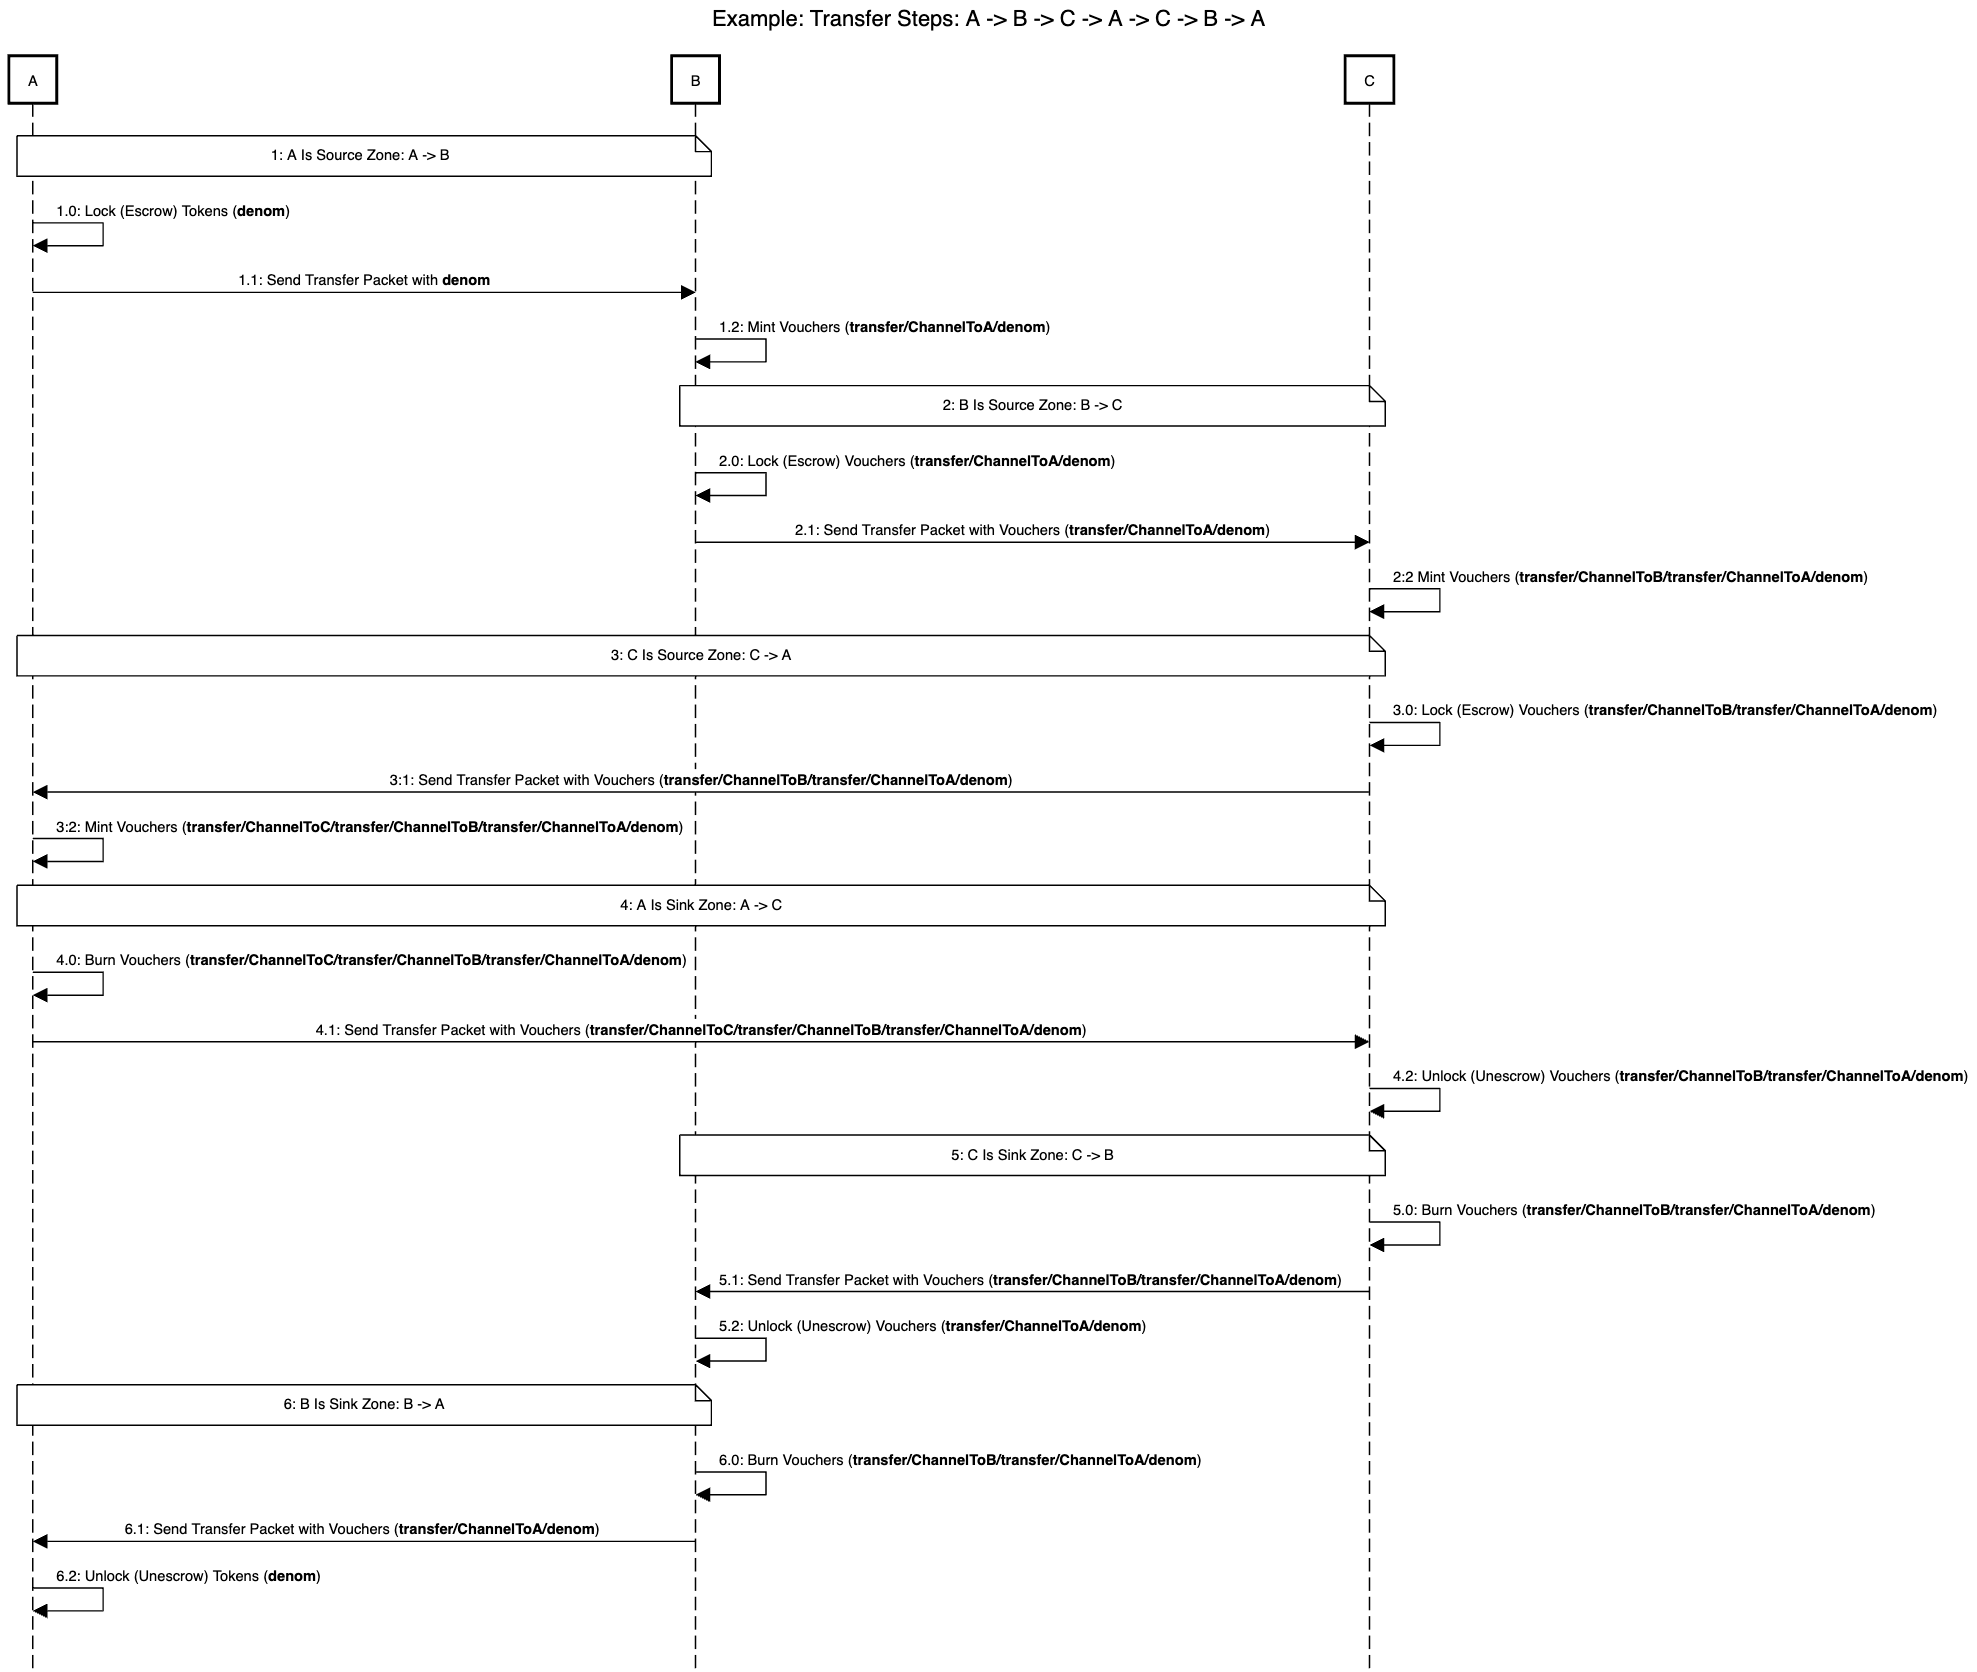 Example: Transfer Steps: A -> B -> C -> A -> C -> B -> A
A
B
C
1: A Is Source Zone: A -> B
1.0: Lock (Escrow) Tokens (denom)
1.1: Send Transfer Packet with denom
1.2: Mint Vouchers (transfer/ChannelToA/denom)
2: B Is Source Zone: B -> C
2.0: Lock (Escrow) Vouchers (transfer/ChannelToA/denom)
2.1: Send Transfer Packet with Vouchers (transfer/ChannelToA/denom)
2:2 Mint Vouchers (transfer/ChannelToB/transfer/ChannelToA/denom)
3: C Is Source Zone: C -> A
3.0: Lock (Escrow) Vouchers (transfer/ChannelToB/transfer/ChannelToA/denom)
3:1: Send Transfer Packet with Vouchers (transfer/ChannelToB/transfer/ChannelToA/denom)
3:2: Mint Vouchers (transfer/ChannelToC/transfer/ChannelToB/transfer/ChannelToA/denom)
4: A Is Sink Zone: A -> C
4.0: Burn Vouchers (transfer/ChannelToC/transfer/ChannelToB/transfer/ChannelToA/denom)
4.1: Send Transfer Packet with Vouchers (transfer/ChannelToC/transfer/ChannelToB/transfer/ChannelToA/denom)
4.2: Unlock (Unescrow) Vouchers (transfer/ChannelToB/transfer/ChannelToA/denom)
5: C Is Sink Zone: C -> B
5.0: Burn Vouchers (transfer/ChannelToB/transfer/ChannelToA/denom)
5.1: Send Transfer Packet with Vouchers (transfer/ChannelToB/transfer/ChannelToA/denom)
5.2: Unlock (Unescrow) Vouchers (transfer/ChannelToA/denom)
6: B Is Sink Zone: B -> A
6.0: Burn Vouchers (transfer/ChannelToB/transfer/ChannelToA/denom)
6.1: Send Transfer Packet with Vouchers (transfer/ChannelToA/denom)
6.2: Unlock (Unescrow) Tokens (denom)